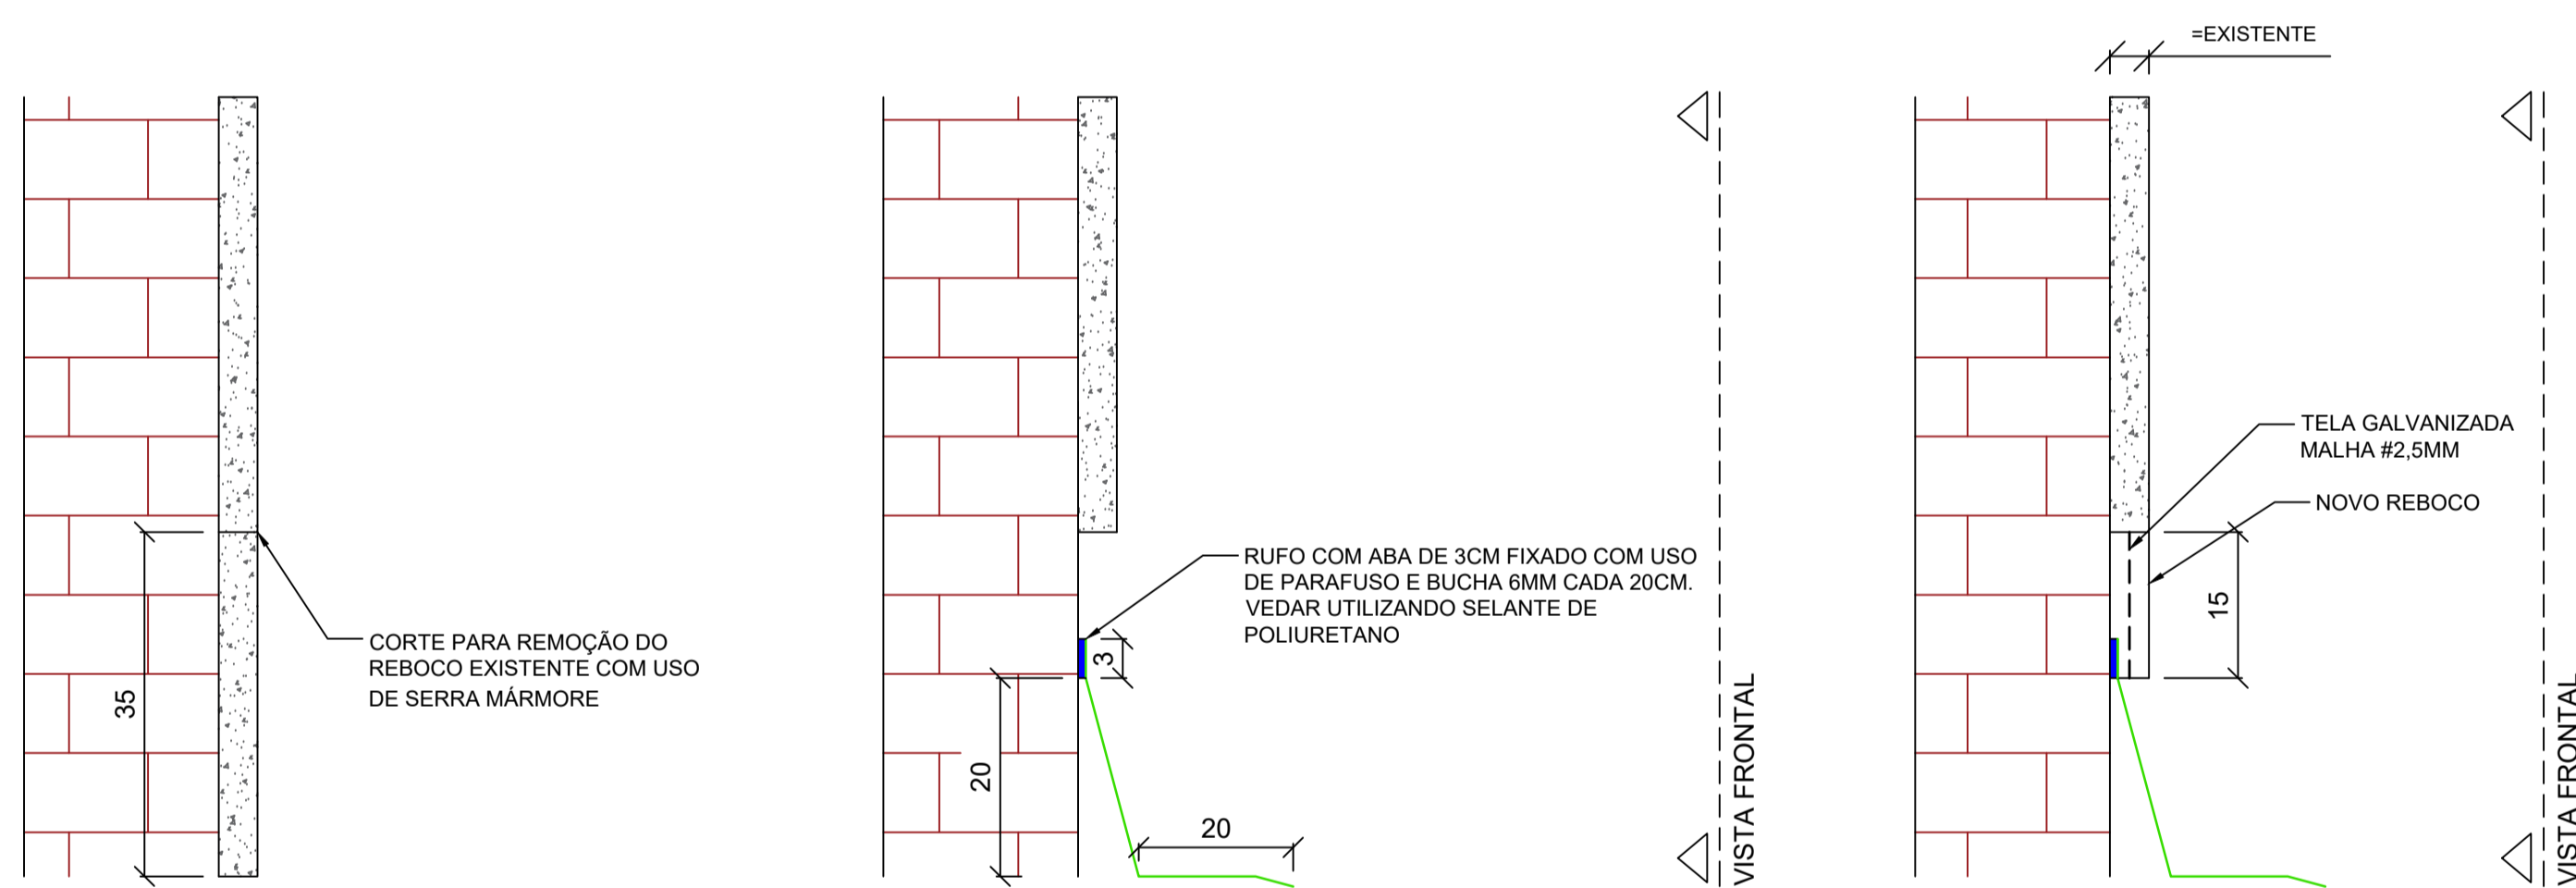 35
CORTE PARA REMOÇÃO DO
REBOCO EXISTENTE COM USO
DE SERRA MÁRMORE
RUFO COM ABA DE 3CM FIXADO COM USO
DE PARAFUSO E BUCHA 6MM CADA 20CM.
VEDAR UTILIZANDO SELANTE DE
POLIURETANO
3
20
20
VISTA FRONTAL
=EXISTENTE
TELA GALVANIZADA
MALHA #2,5MM
NOVO REBOCO
15
VISTA FRONTAL